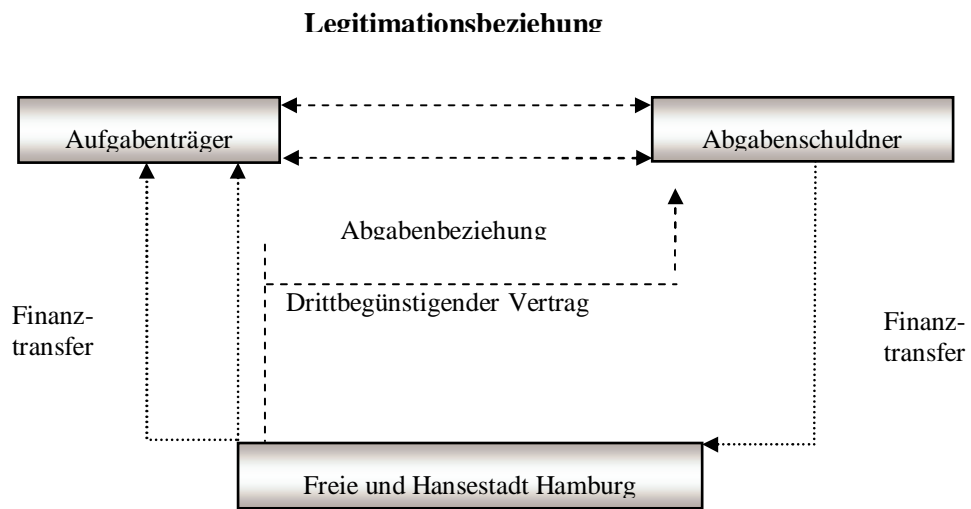 Legitimationsbeziehung
Aufgabenträger
Abgabenschuldner
Abgabenbeziehung
Drittbegünstigender Vertrag
Finanz-
transfer
Finanz-
transfer
Freie und Hansestadt Hamburg